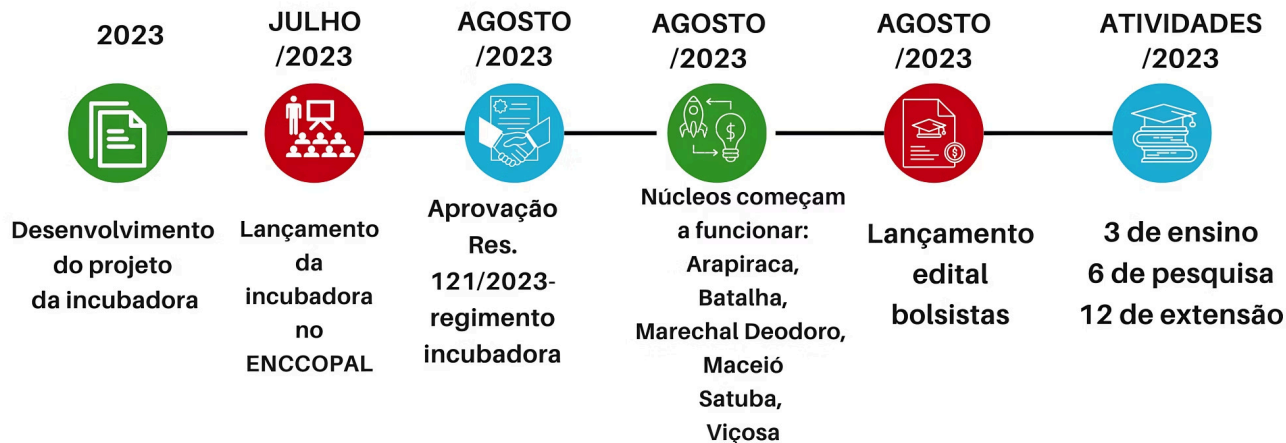 2023
Desenvolvimento
do projeto
da incubadora
JULHO
/2023
Lançamento
da
incubadora
no
ENCCOPAL
AGOSTO
/2023
Aprovação
Res.
121/2023-
regimento
incubadora
AGOSTO
/2023
Núcleos começam
a funcionar:
Arapiraca,
Batalha,
Marechal Deodoro,
Maceió
Satuba,
Viçosa
AGOSTO
/2023
Lançamento
edital
bolsistas
ATIVIDADES
/2023
3 de ensino
6 de pesquisa
12 de extensão